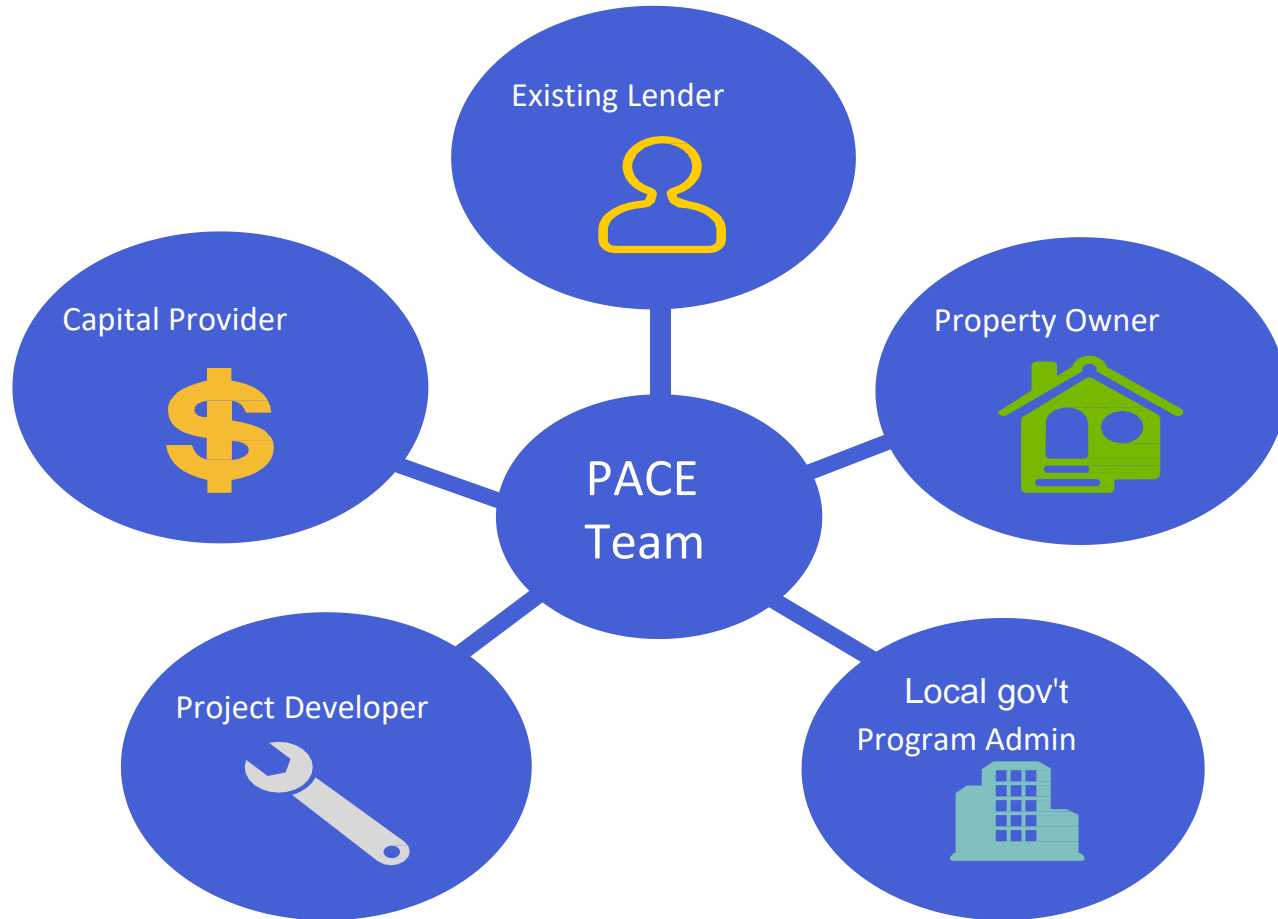 Existing Lender
Capital Provider
Property Owner
PACE
Team
Project Developer
Local gov't
Program Admin